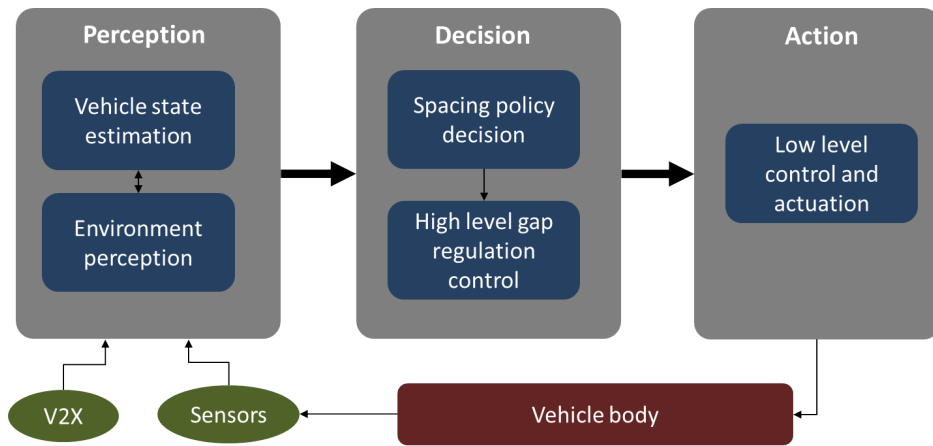 Perception
Vehicle state
estimation
Environment
perception
Decision
Spacing policy
decision
High level gap
regulation
control
Action
Low level
control and
actuation
V2X
Sensors
Vehicle body